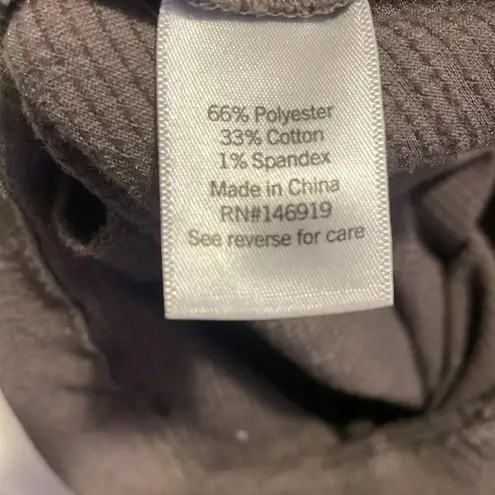 66% Polyester
33% Cotton
1% Spandex
Made in China
RN#146919
See reverse for care